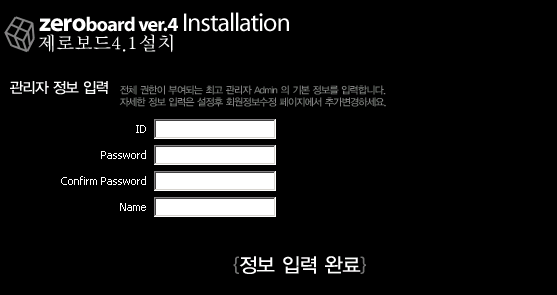 zeroboard ver.4 Installation
제로보드4.1설치
관리자 정보 입력
전체 권한이 부여되는 최고 관리자 Admin 의 기본 정보를 입력합니다.
자세한 정보 입력은 설정후 회원정보수정 페이지에서 추가변경하세요.
ID
Password
Confirm Password
Name
{정보 입력 완료}